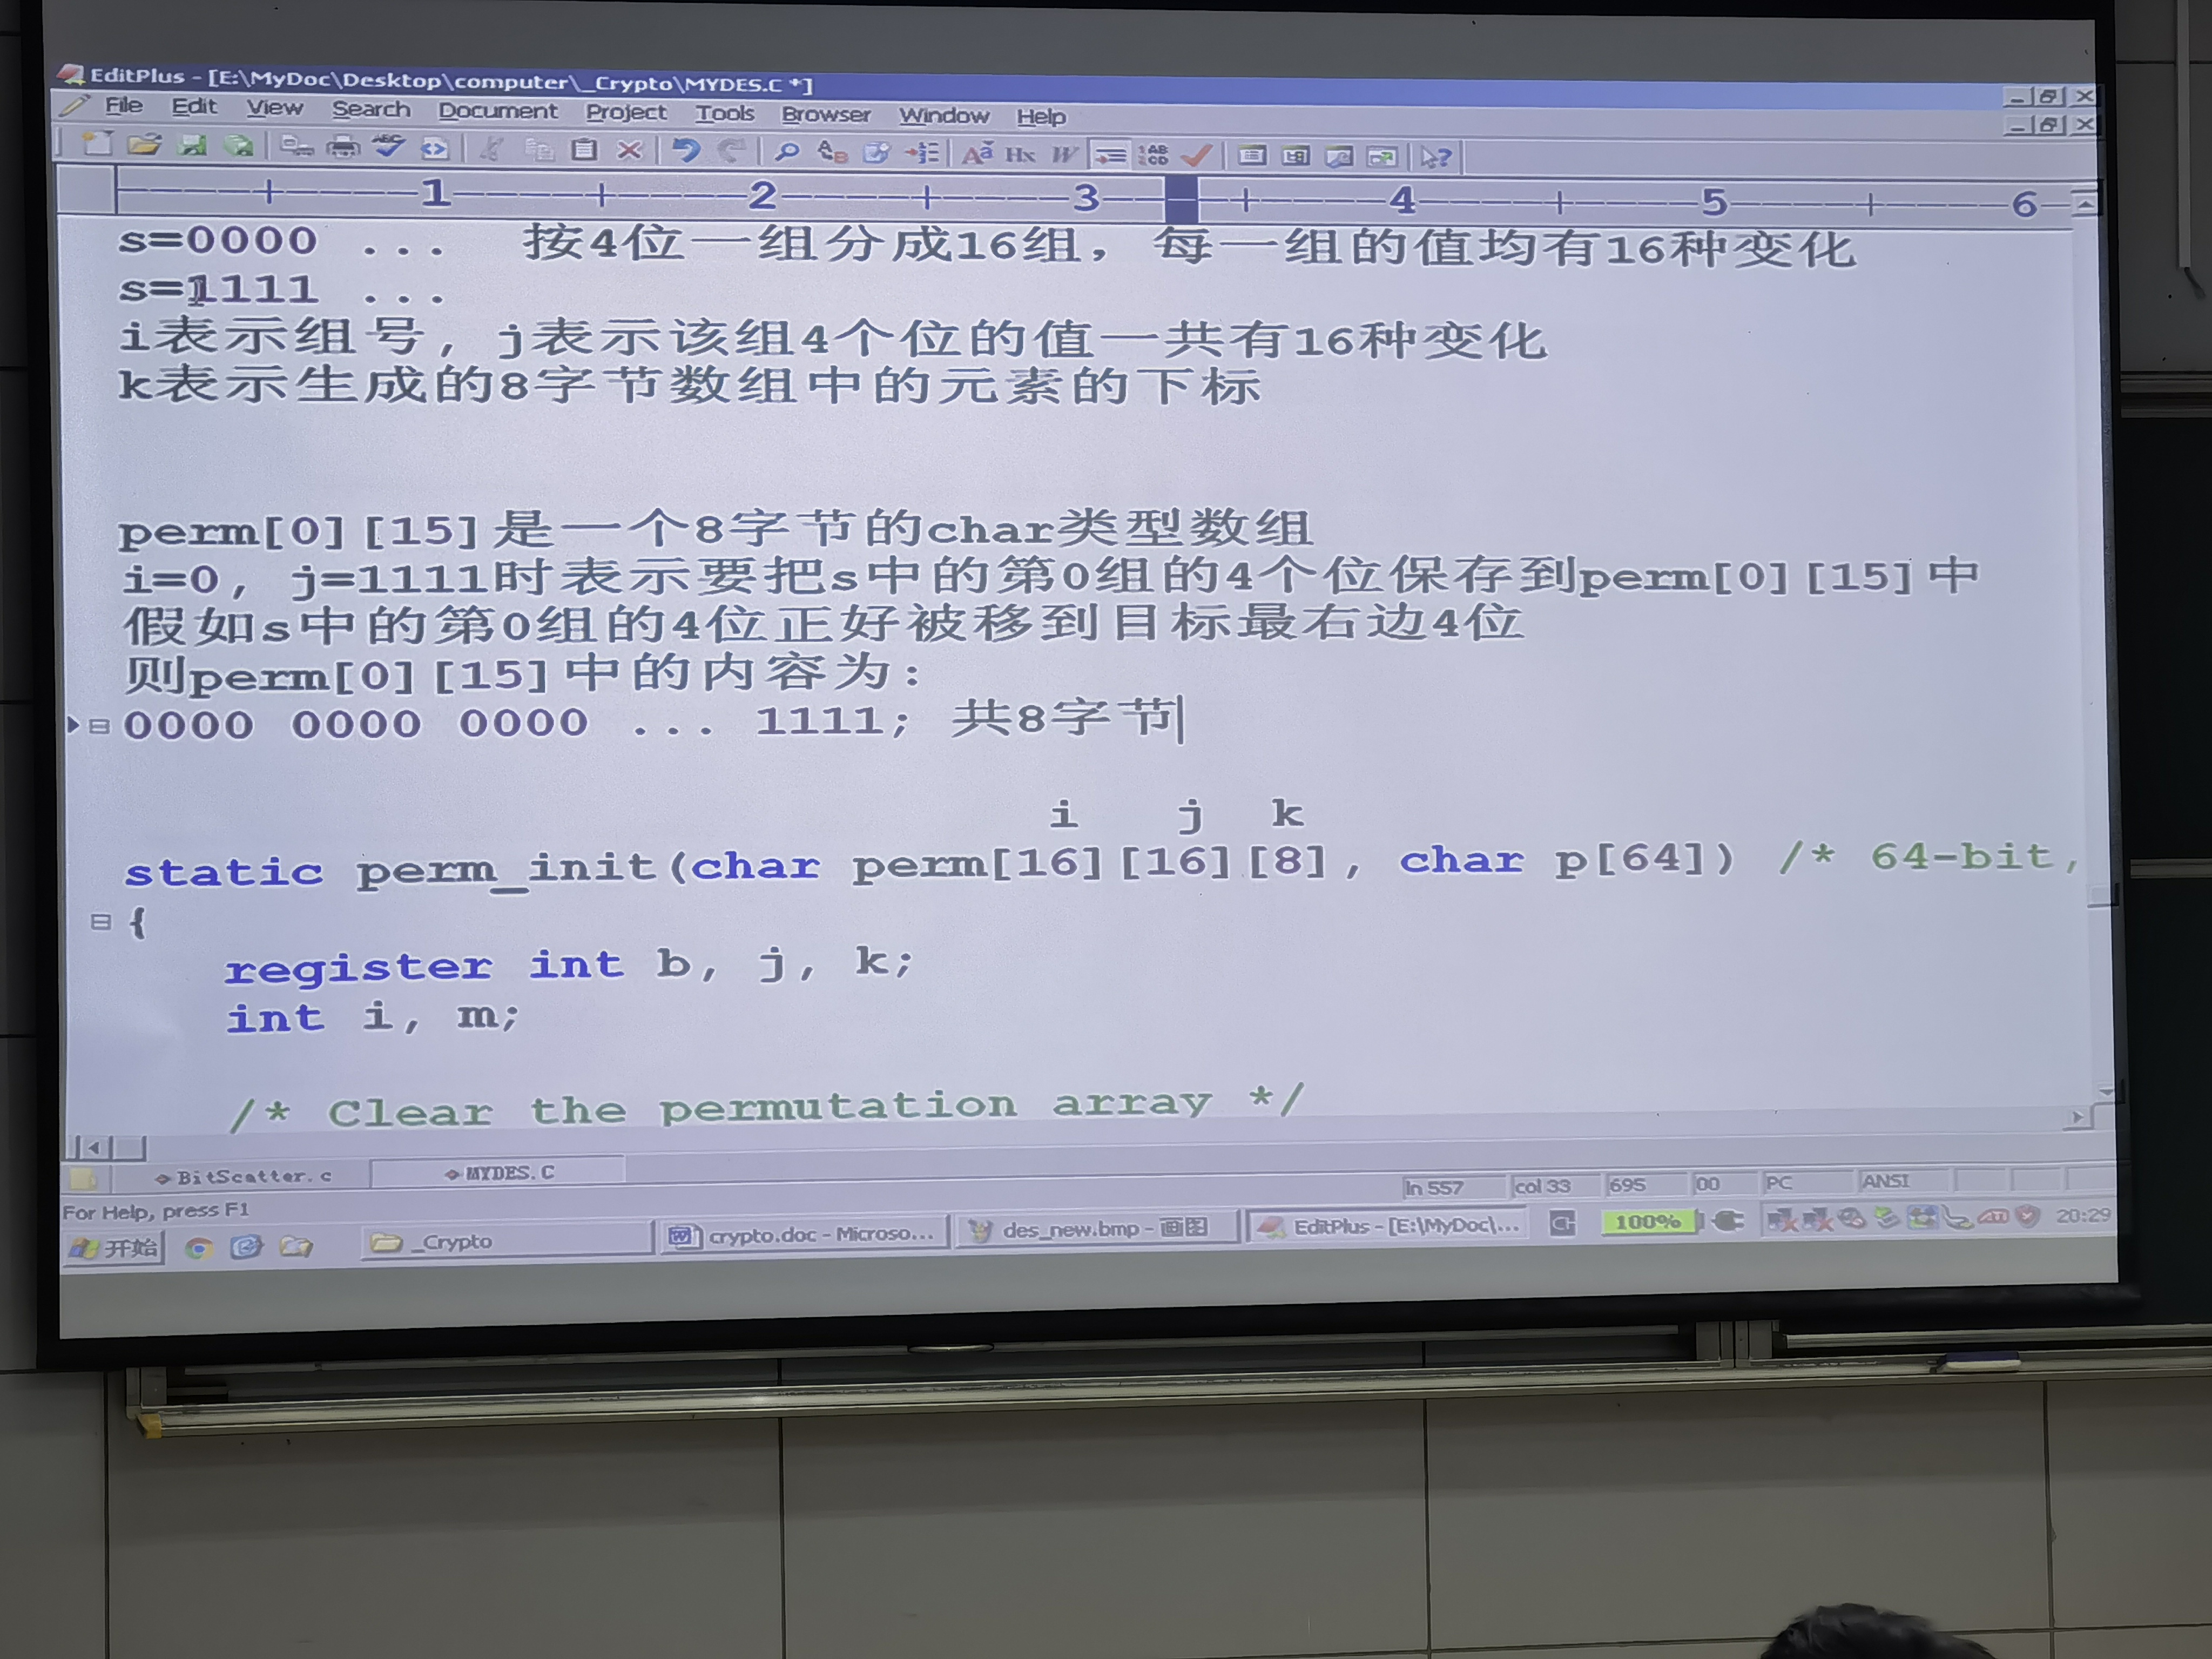 EditPlus - [E:\MyDoc\Desktop\computer\_Crypto\MYDES.C *]
File Edit View Search Document Project Tools Browser Window Help
1 2 3 4 5 6
s=0000 ... 按4位一组分成16组，每一组的值均有16种变化
s=1111 ...
i表示组号, j表示该组4个位的值一共有16种变化
k表示生成的8字节数组中的元素的下标
perm[0][15]是一个8字节的char类型数组
i=0, j=1111时表示要把s中的第0组的4个位保存到perm[0][15]中
假如s中的第0组的4位正好被移到目标最右边4位
则perm[0][15]中的内容为:
0000 0000 0000 ... 1111; 共8字节
i j k
static perm_init(char perm[16][16][8], char p[64]) /* 64-bit,
{
register int b, j, k;
int i, m;
/* Clear the permutation array */
BitScatter.c MYDES.C
For Help, press F1 ln 557 col 33 695 00 PC ANSI
开始 _Crypto crypto.doc - Microso... des_new.bmp - 画图 EditPlus - [E:\MyDoc\... 100% 20:29